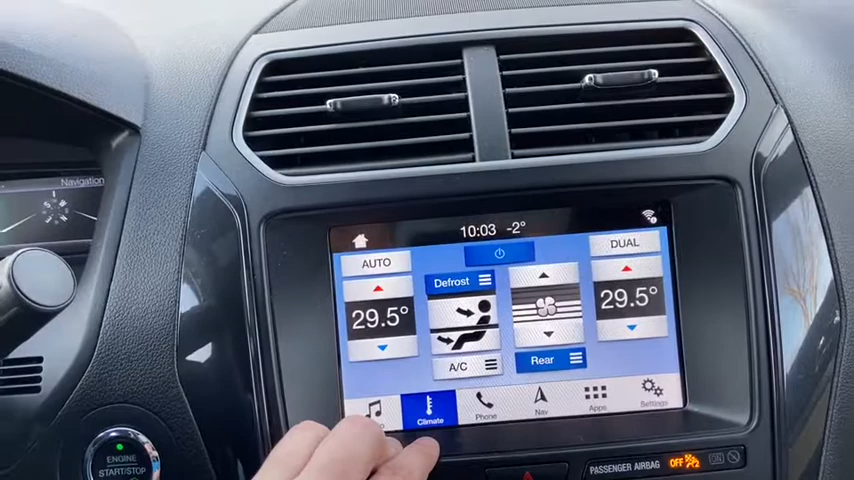 Navigation
10:03 -2°
AUTO
DUAL
Defrost
29.5°
29.5°
A/C
Rear
Climate
Phone
Nav
Apps
Settings
ENGINE
START/STOP
PASSENGER AIRBAG
OFF
ON